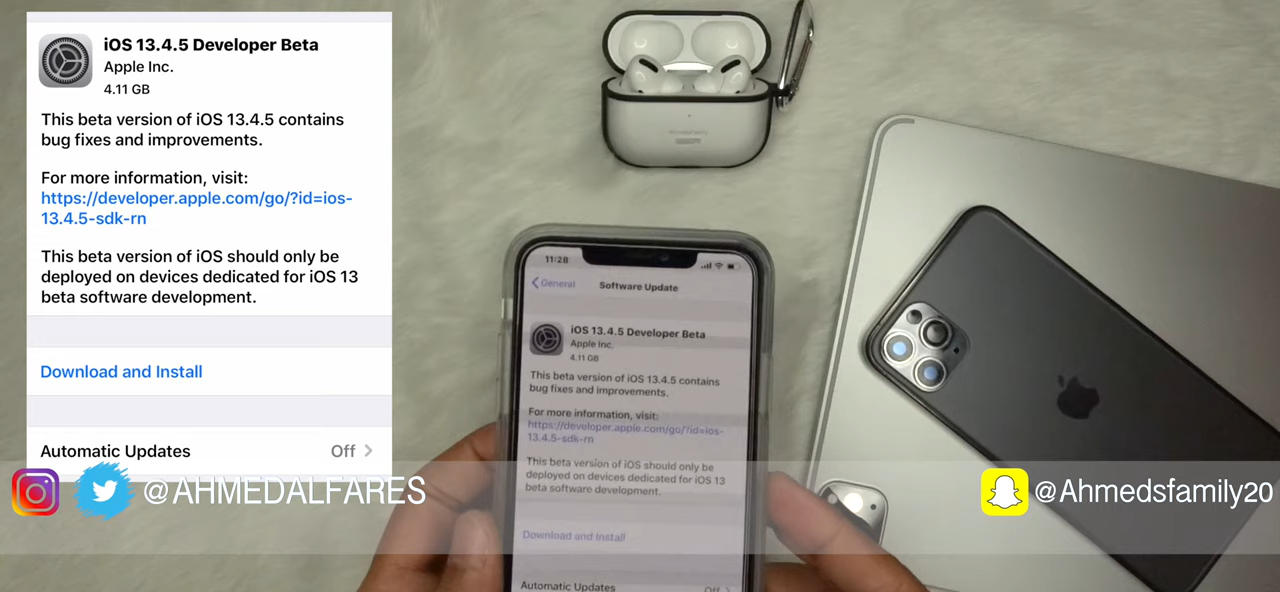 iOS 13.4.5 Developer Beta
Apple Inc.
4.11 GB
This beta version of iOS 13.4.5 contains
bug fixes and improvements.
For more information, visit:
https://developer.apple.com/go/?id=ios-
13.4.5-sdk-rn
This beta version of iOS should only be
deployed on devices dedicated for iOS 13
beta software development.
Download and Install
Automatic Updates Off
11:28
General Software Update
iOS 13.4.5 Developer Beta
Apple Inc.
4.11 GB
This beta version of iOS 13.4.5 contains
bug fixes and improvements.
For more information, visit:
https://developer.apple.com/go/?id=ios-
13.4.5-sdk-rn
This beta version of iOS should only be
deployed on devices dedicated for iOS 13
beta software development.
Download and Install
Automatic Updates Off
@AHMEDALFARES
@Ahmedsfamily20